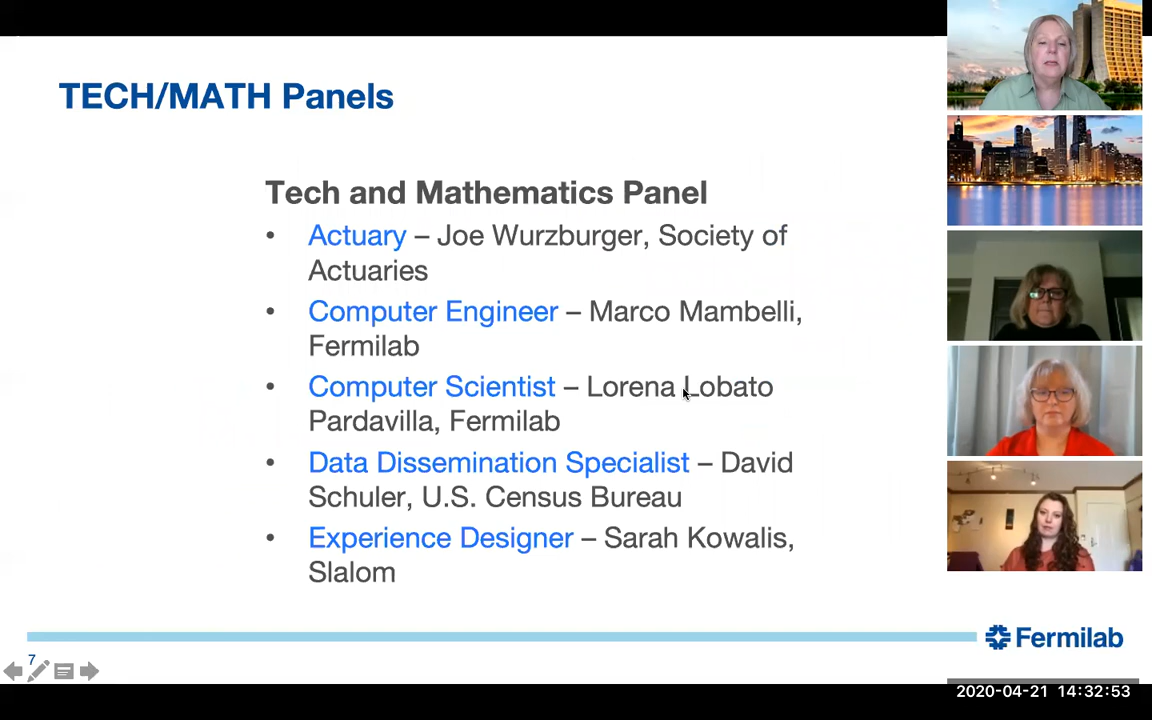 TECH/MATH Panels
Tech and Mathematics Panel
• Actuary – Joe Wurzburger, Society of
Actuaries
• Computer Engineer – Marco Mambelli,
Fermilab
• Computer Scientist – Lorena Lobato
Pardavilla, Fermilab
• Data Dissemination Specialist – David
Schuler, U.S. Census Bureau
• Experience Designer – Sarah Kowalis,
Slalom
Fermilab
7
2020-04-21 14:32:53